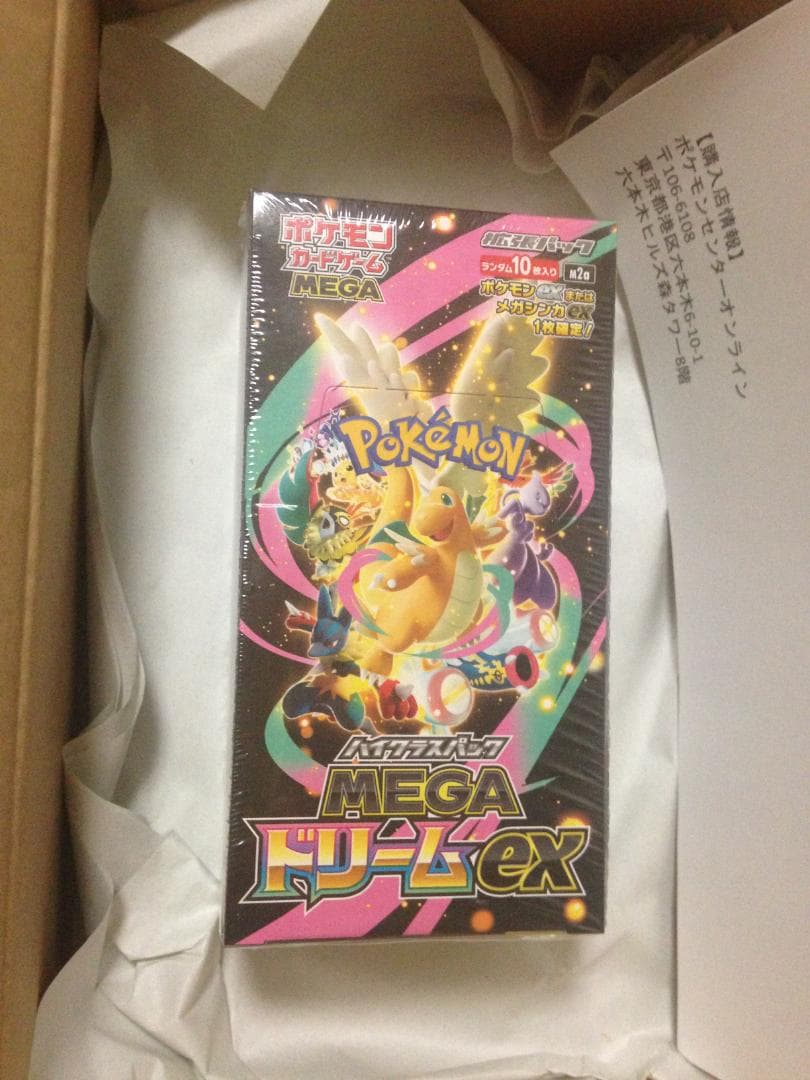 ポケモン
カードゲーム
MEGA
拡張パック
ランダム10枚入り
M2a
ポケモンexまたは
メガシンカex
1枚確定!
POKéMON
ハイクラスパック
MEGA
ドリームex
【購入店情報】
ポケモンセンターオンライン
〒106-6108
東京都港区六本木6-10-1
六本木ヒルズ森タワー8階